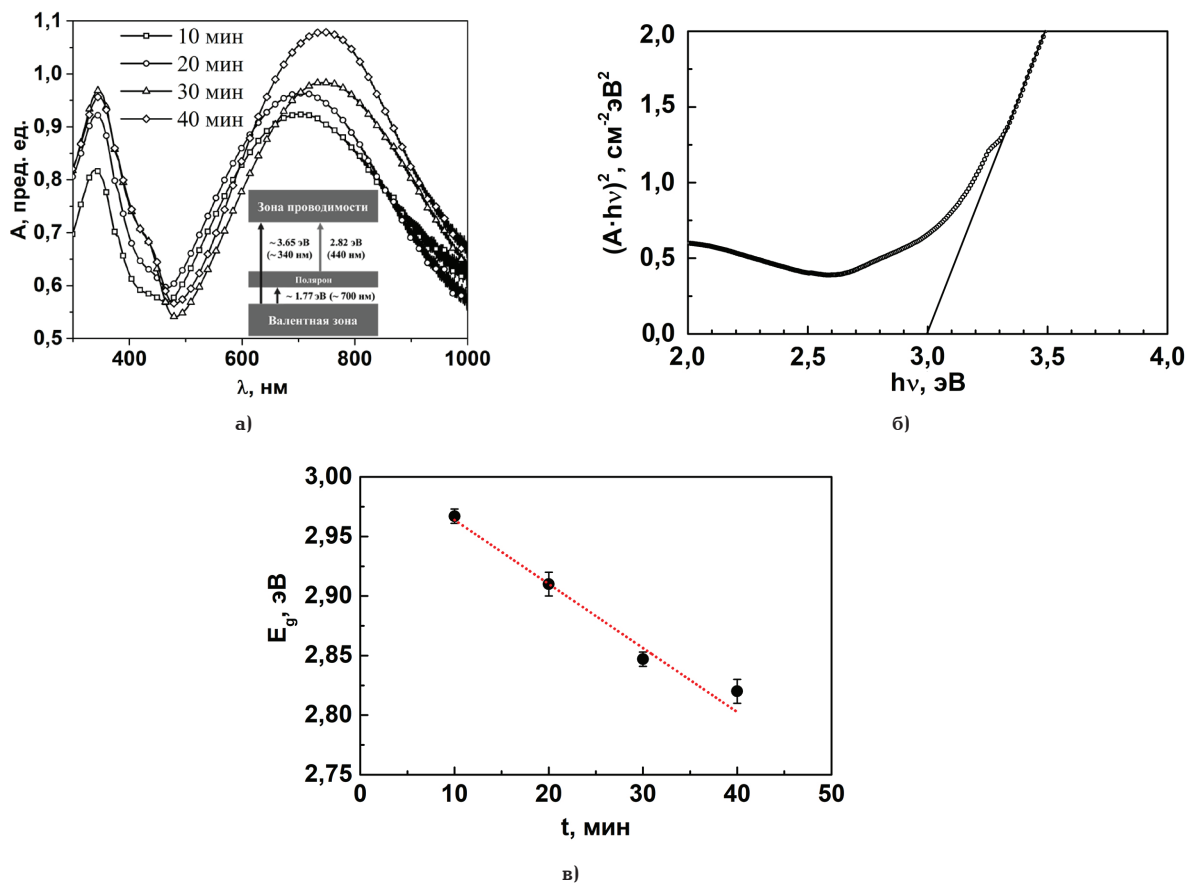 1,1
1,0
0,9
0,8
0,7
0,6
0,5
A, пред. ед.
10 мин
20 мин
30 мин
40 мин
Зона проводимости
~ 3.65 эВ
(~ 340 нм)
2.82 эВ
(440 нм)
Полярон
~ 1.77 эВ (~ 700 нм)
Валентная зона
400 600 800 1000
λ, нм
а)
2,0
1,5
1,0
0,5
0,0
(A·hν)², см⁻²эВ²
2,0 2,5 3,0 3,5 4,0
hν, эВ
б)
3,00
2,95
2,90
2,85
2,80
2,75
Eg, эВ
0 10 20 30 40 50
t, мин
в)